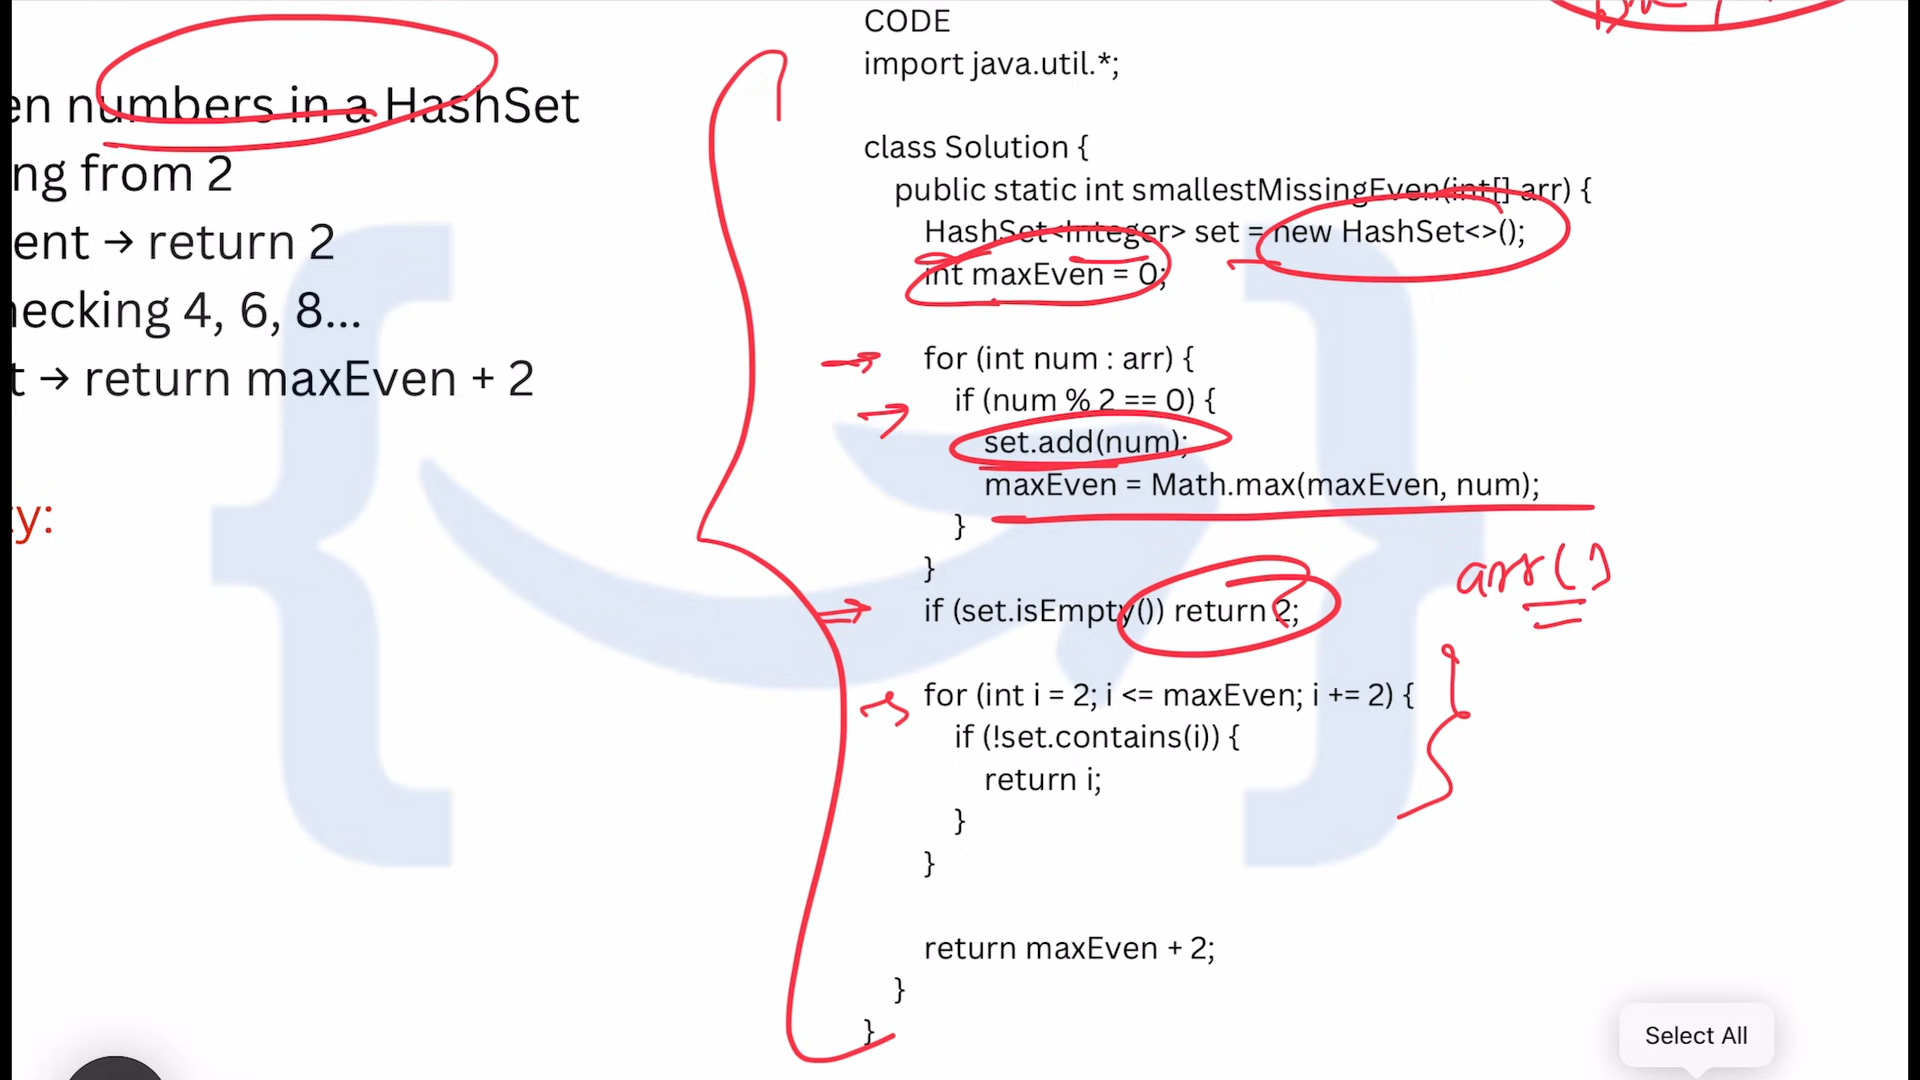 en numbers in a HashSet
ng from 2
ent → return 2
hecking 4, 6, 8...
t → return maxEven + 2
ty:
CODE
import java.util.*;
class Solution {
public static int smallestMissingEven(int[] arr) {
HashSet<Integer> set = new HashSet<>();
int maxEven = 0;
for (int num : arr) {
if (num % 2 == 0) {
set.add(num);
maxEven = Math.max(maxEven, num);
}
}
if (set.isEmpty()) return 2;
arr()
for (int i = 2; i <= maxEven; i += 2) {
if (!set.contains(i)) {
return i;
}
}
return maxEven + 2;
}
}
Select All